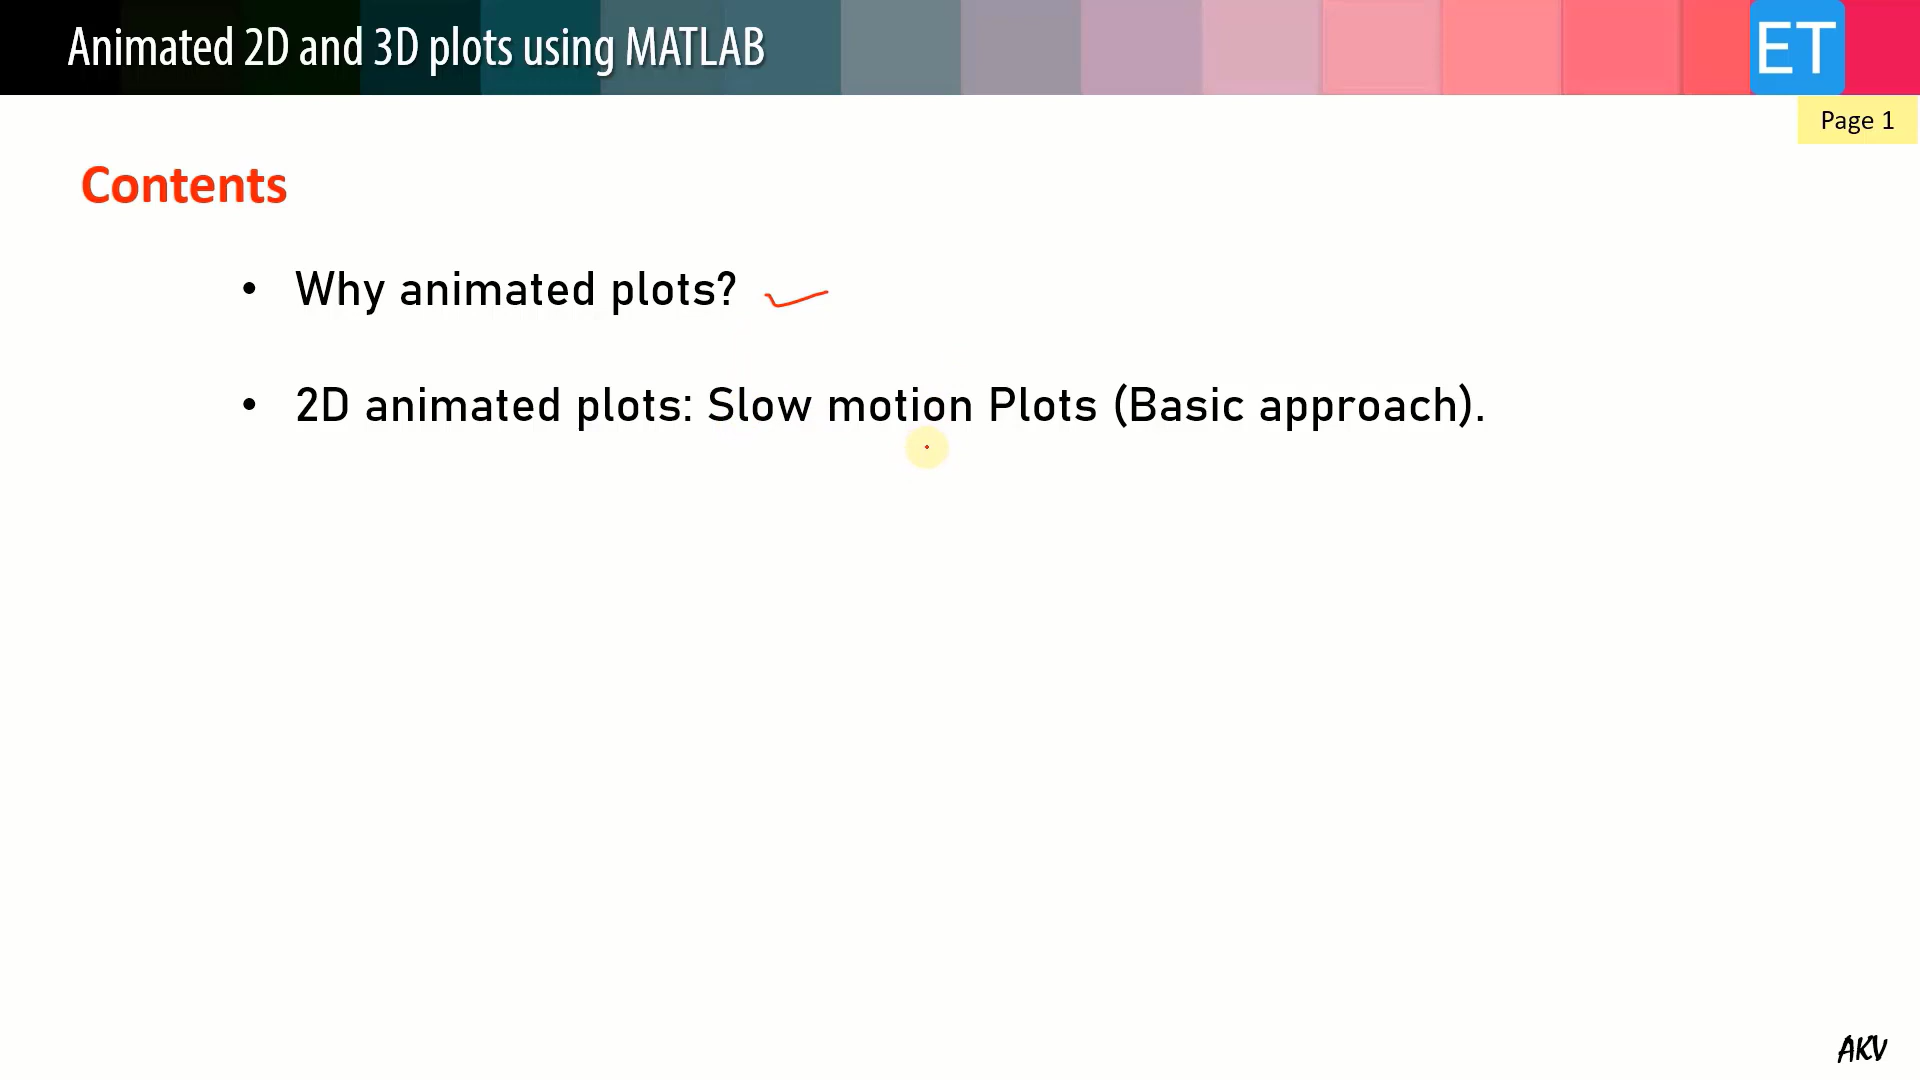 Animated 2D and 3D plots using MATLAB
ET
Page 1
Contents
• Why animated plots?
• 2D animated plots: Slow motion Plots (Basic approach).
AKV